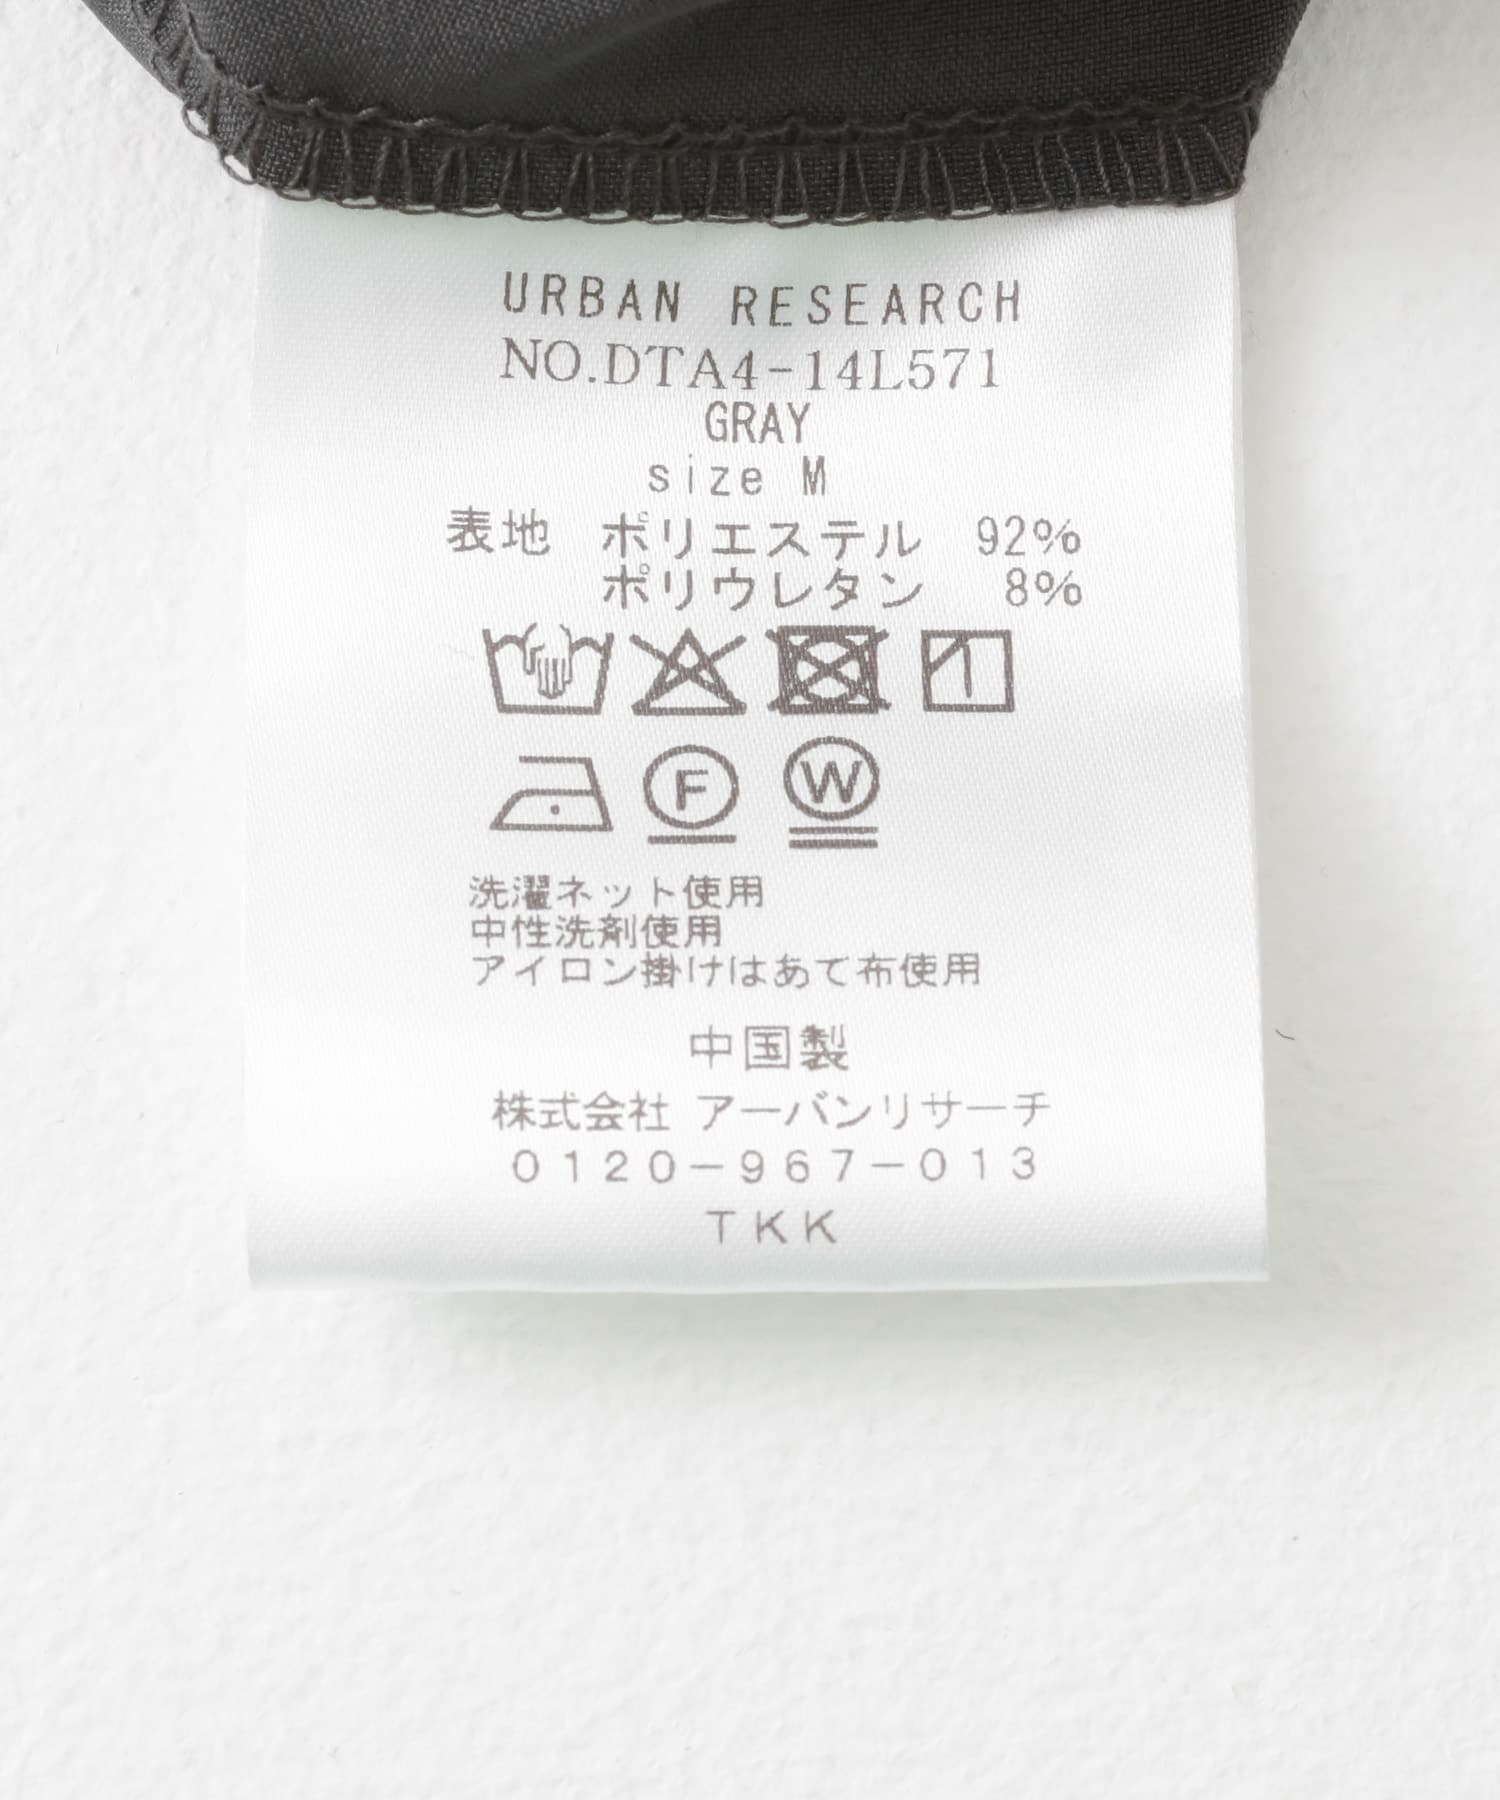 URBAN RESEARCH
NO.DTA4-14L571
GRAY
size M
表地 ポリエステル 92%
ポリウレタン 8%
F W
洗濯ネット使用
中性洗剤使用
アイロン掛けはあて布使用
中国製
株式会社 アーバンリサーチ
0120-967-013
TKK